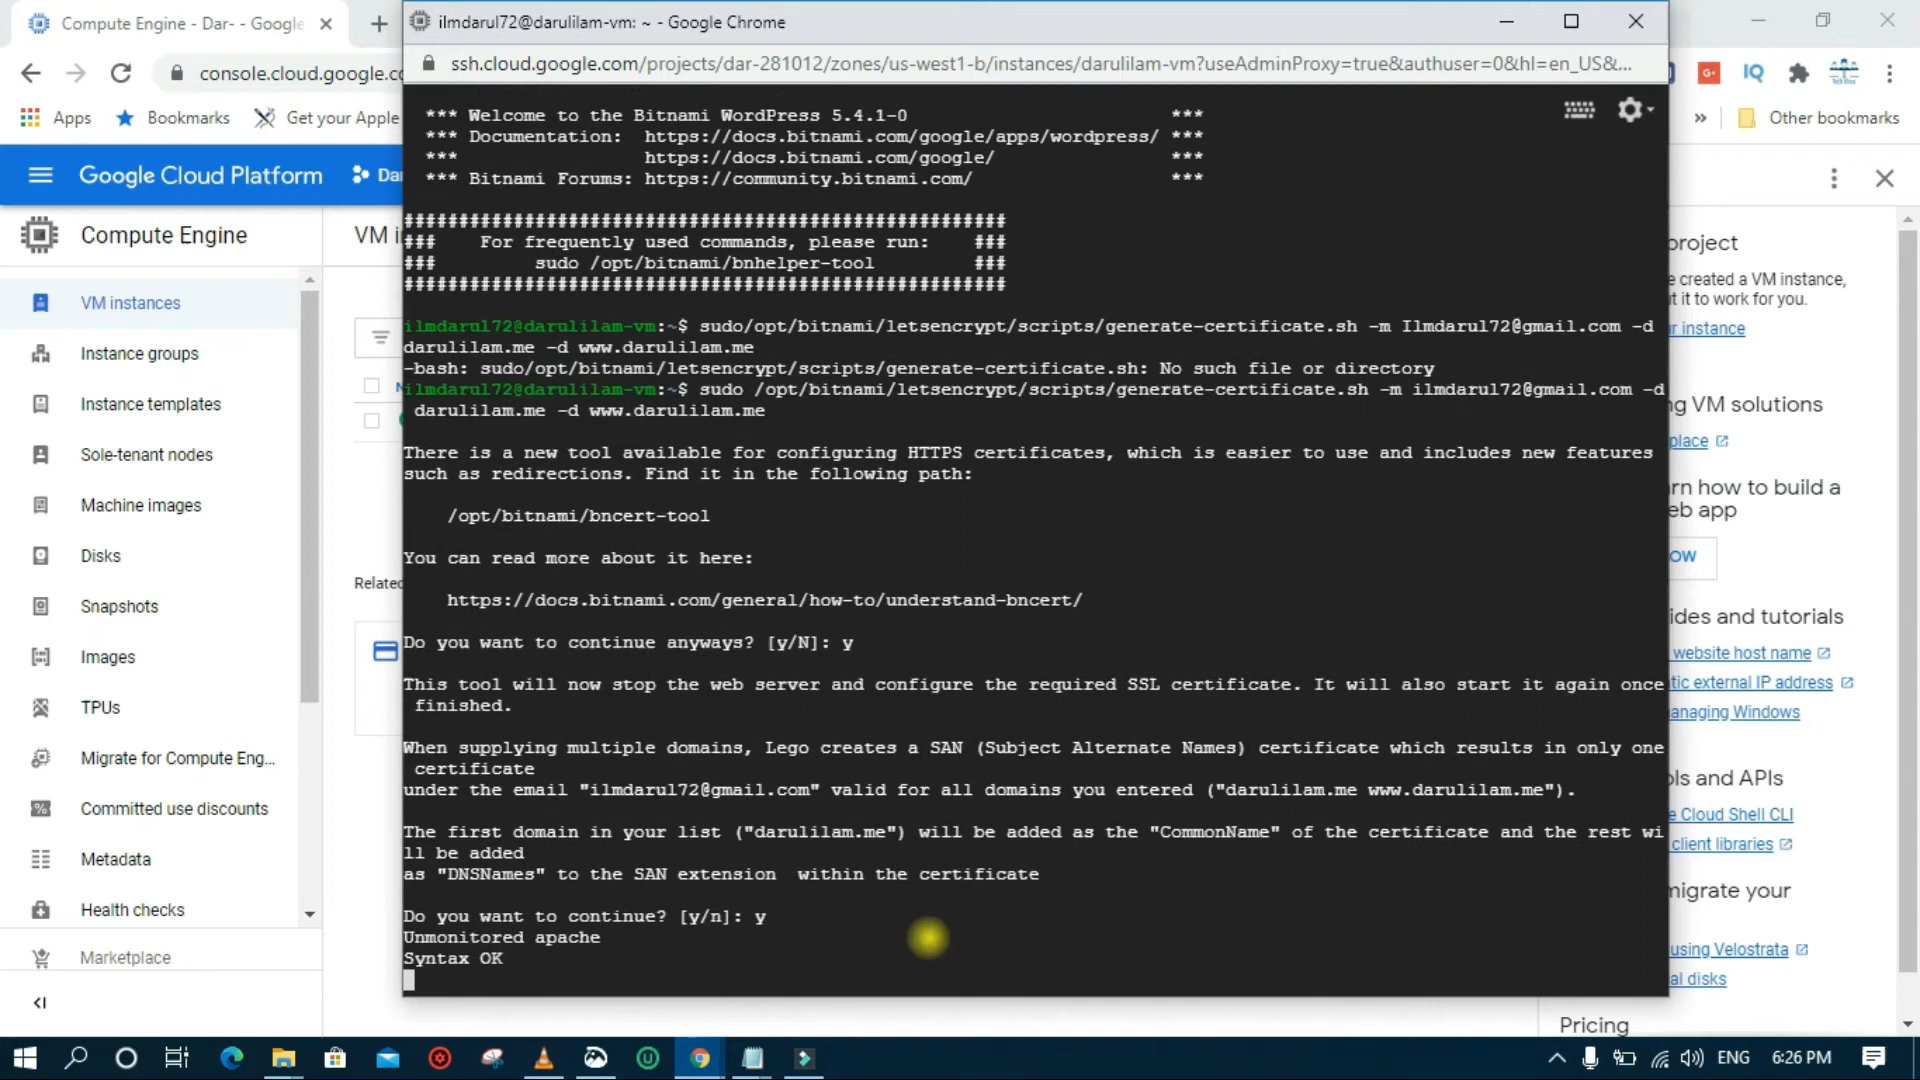 Compute Engine - Dar- - Google
ilmdarul72@darulilam-vm: ~ - Google Chrome
console.cloud.google.co
ssh.cloud.google.com/projects/dar-281012/zones/us-west1-b/instances/darulilam-vm?useAdminProxy=true&authuser=0&hl=en_US&...
G+
IQ
Apps
Bookmarks
Get your Apple
»
Other bookmarks
Google Cloud Platform
Dar
Compute Engine
VM i
VM instances
Instance groups
Instance templates
Sole-tenant nodes
Machine images
Disks
Snapshots
Images
TPUs
Migrate for Compute Eng...
Committed use discounts
Metadata
Health checks
Marketplace
Related
*** Welcome to the Bitnami WordPress 5.4.1-0 ***
*** Documentation: https://docs.bitnami.com/google/apps/wordpress/ ***
*** https://docs.bitnami.com/google/ ***
*** Bitnami Forums: https://community.bitnami.com/ ***
#######################################################
### For frequently used commands, please run: ###
### sudo /opt/bitnami/bnhelper-tool ###
#######################################################
ilmdarul72@darulilam-vm:~$ sudo/opt/bitnami/letsencrypt/scripts/generate-certificate.sh -m Ilmdarul72@gmail.com -d
darulilam.me -d www.darulilam.me
-bash: sudo/opt/bitnami/letsencrypt/scripts/generate-certificate.sh: No such file or directory
ilmdarul72@darulilam-vm:~$ sudo /opt/bitnami/letsencrypt/scripts/generate-certificate.sh -m ilmdarul72@gmail.com -d
darulilam.me -d www.darulilam.me
There is a new tool available for configuring HTTPS certificates, which is easier to use and includes new features
such as redirections. Find it in the following path:
/opt/bitnami/bncert-tool
You can read more about it here:
https://docs.bitnami.com/general/how-to/understand-bncert/
Do you want to continue anyways? [y/N]: y
This tool will now stop the web server and configure the required SSL certificate. It will also start it again once
finished.
When supplying multiple domains, Lego creates a SAN (Subject Alternate Names) certificate which results in only one
certificate
under the email "ilmdarul72@gmail.com" valid for all domains you entered ("darulilam.me www.darulilam.me").
The first domain in your list ("darulilam.me") will be added as the "CommonName" of the certificate and the rest wi
ll be added
as "DNSNames" to the SAN extension  within the certificate
Do you want to continue? [y/n]: y
Unmonitored apache
Syntax OK
project
e created a VM instance,
t it to work for you.
r instance
ng VM solutions
place
rn how to build a
eb app
OW
ides and tutorials
website host name
tic external IP address
anaging Windows
ls and APIs
e Cloud Shell CLI
client libraries
migrate your
using Velostrata
al disks
Pricing
ENG
6:26 PM